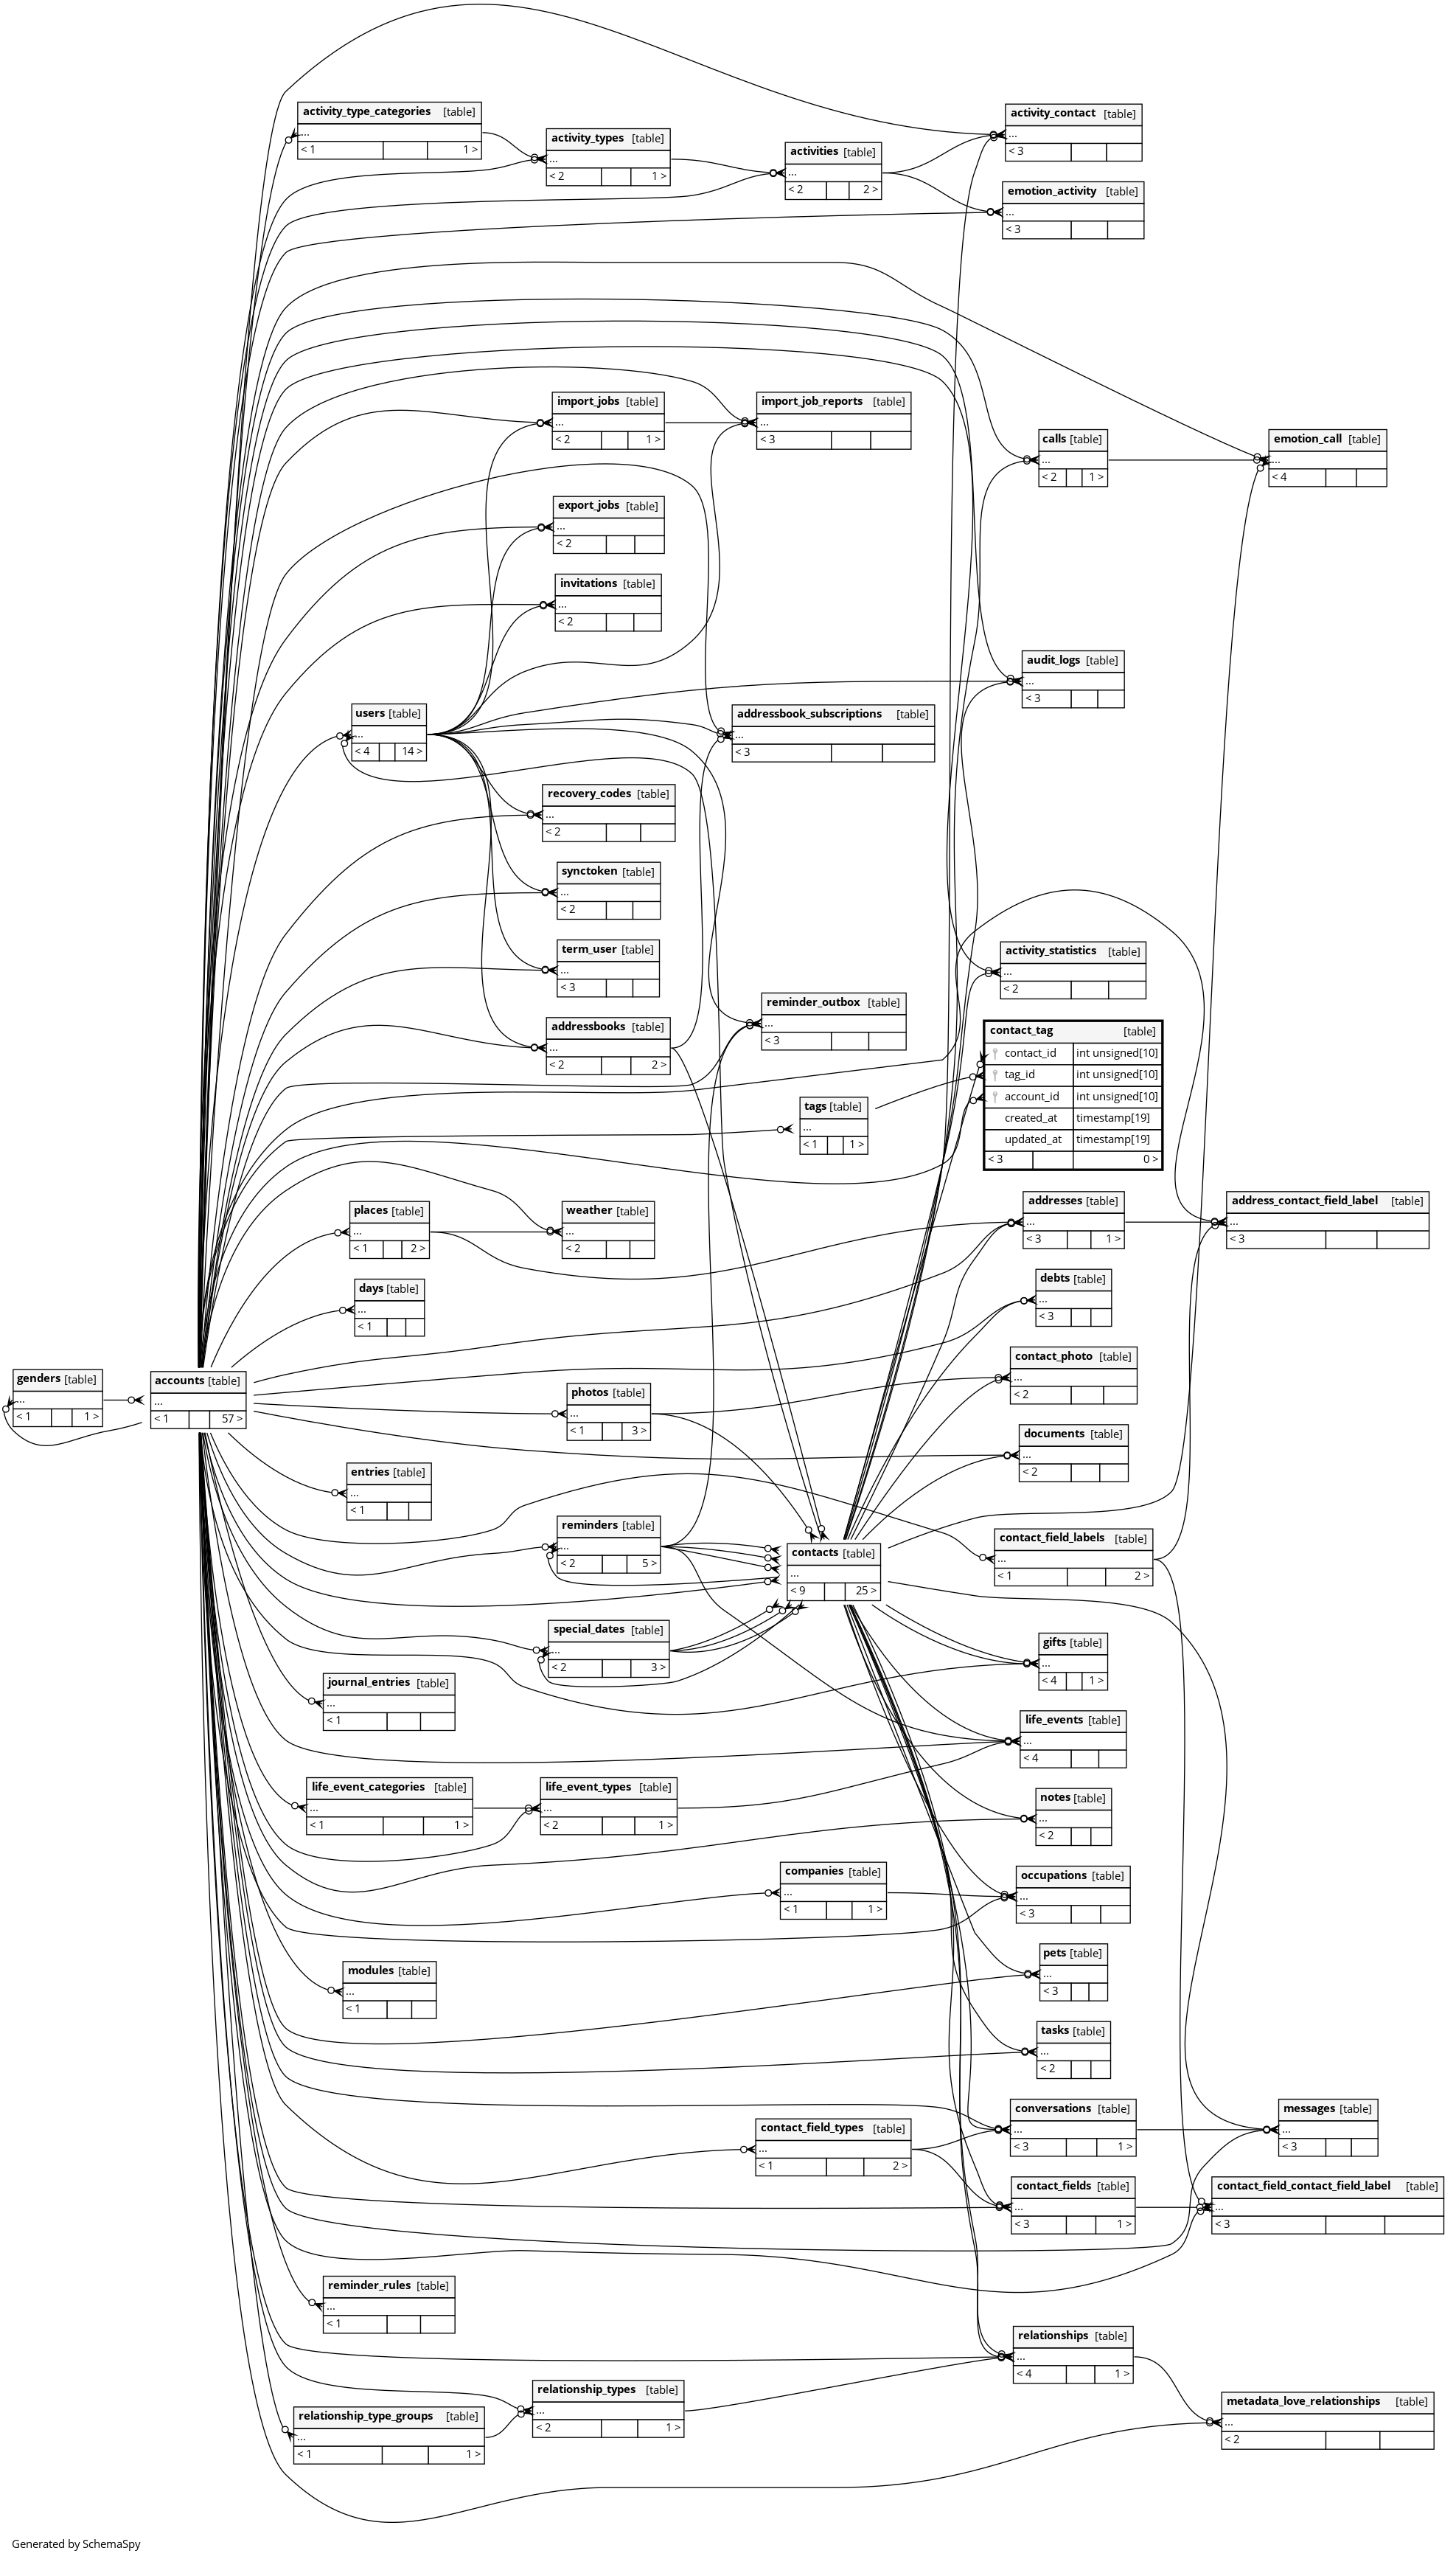 activity_type_categories [table]
...
< 1 1 >
activity_contact [table]
...
< 3
activity_types [table]
...
< 2 1 >
activities [table]
...
< 2 2 >
emotion_activity [table]
...
< 3
import_jobs [table]
...
< 2 1 >
import_job_reports [table]
...
< 3
calls [table]
...
< 2 1 >
emotion_call [table]
...
< 4
export_jobs [table]
...
< 2
invitations [table]
...
< 2
audit_logs [table]
...
< 3
users [table]
...
< 4 14 >
addressbook_subscriptions [table]
...
< 3
recovery_codes [table]
...
< 2
synctoken [table]
...
< 2
term_user [table]
...
< 3
activity_statistics [table]
...
< 2
reminder_outbox [table]
...
< 3
addressbooks [table]
...
< 2 2 >
contact_tag [table]
contact_id int unsigned[10]
tag_id int unsigned[10]
account_id int unsigned[10]
created_at timestamp[19]
updated_at timestamp[19]
< 3 0 >
tags [table]
...
< 1 1 >
places [table]
...
< 1 2 >
weather [table]
...
< 2
addresses [table]
...
< 3 1 >
address_contact_field_label [table]
...
< 3
days [table]
...
< 1
debts [table]
...
< 3
genders [table]
...
< 1 1 >
accounts [table]
...
< 1 57 >
photos [table]
...
< 1 3 >
contact_photo [table]
...
< 2
documents [table]
...
< 2
entries [table]
...
< 1
reminders [table]
...
< 2 5 >
contacts [table]
...
< 9 25 >
contact_field_labels [table]
...
< 1 2 >
special_dates [table]
...
< 2 3 >
gifts [table]
...
< 4 1 >
journal_entries [table]
...
< 1
life_events [table]
...
< 4
life_event_categories [table]
...
< 1 1 >
life_event_types [table]
...
< 2 1 >
notes [table]
...
< 2
companies [table]
...
< 1 1 >
occupations [table]
...
< 3
modules [table]
...
< 1
pets [table]
...
< 3
tasks [table]
...
< 2
contact_field_types [table]
...
< 1 2 >
conversations [table]
...
< 3 1 >
messages [table]
...
< 3
contact_fields [table]
...
< 3 1 >
contact_field_contact_field_label [table]
...
< 3
reminder_rules [table]
...
< 1
relationships [table]
...
< 4 1 >
relationship_types [table]
...
< 2 1 >
metadata_love_relationships [table]
...
< 2
relationship_type_groups [table]
...
< 1 1 >
Generated by SchemaSpy